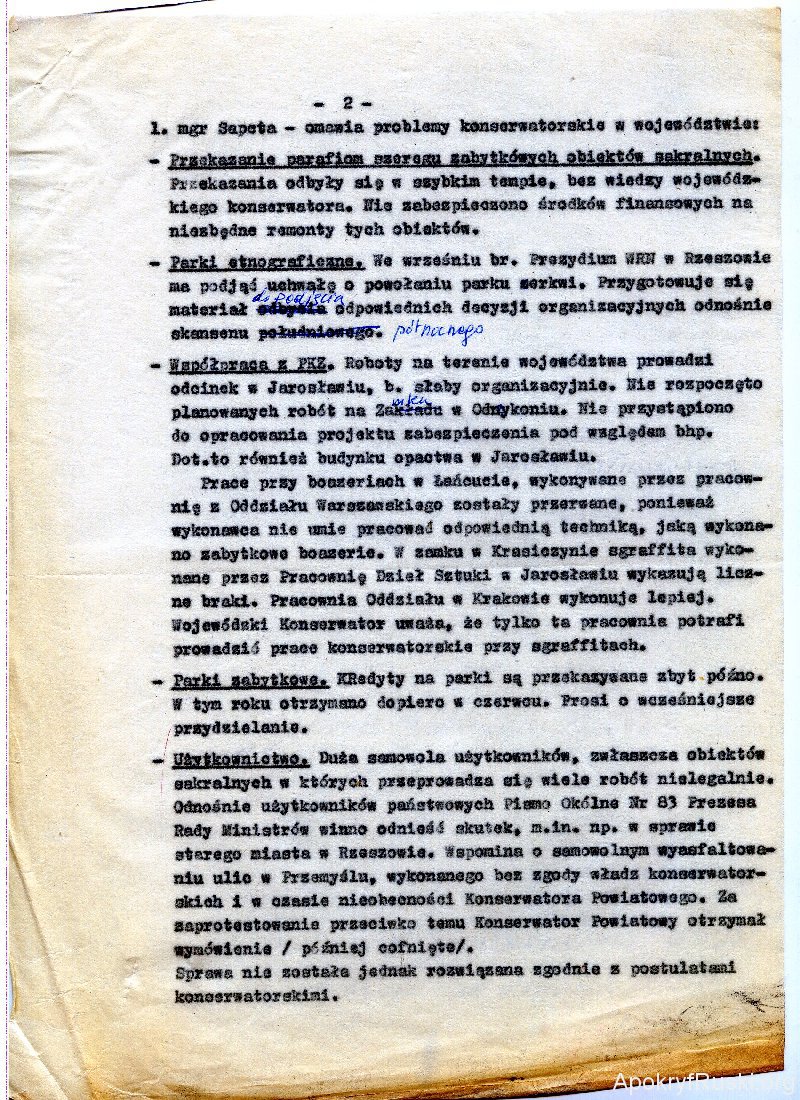 - 2 -
1. mgr Sapeta - omawia problemy konserwatorskie w województwie:
- Przekazanie parafiom szeregu zabytkówych obiektów sakralnych.
Przekazania odbyły się w szybkim tempie, bez wiedzy wojewódz-
kiego konserwatora. Nie zabezpieczono środków finansowych na
niezbędne remonty tych obiektów.
- Parki etnograficzne. We wrześniu br. Prezydium WRN w Rzeszowie
ma podjąć uchwałę o powołaniu parku zerkwi. Przygotowuje się
do podjęcia
materiał odbycia odpowiednich decyzji organizacyjnych odnośnie
skansenu południowego. północnego
- Współpraca z PKZ. Roboty na terenie województwa prowadzi
odcinek w Jarosławiu, b. słaby organizacyjnie. Nie rozpoczęto
mku
planowanych robót na Zakładu w Odrzykoniu. Nie przystąpiono
do opracowania projektu zabezpieczenia pod względem bhp.
Dot.to również budynku opactwa w Jarosławiu.
Prace przy boazeriach w Łańcucie, wykonywane przez pracow-
nię z Oddziału Warszawskiego zostały przerwane, ponieważ
wykonawca nie umie pracować odpowiednią techniką, jaką wykona-
no zabytkowe boazerie. W zamku w Krasiczynie sgraffita wyko-
nane przez Pracownię Dzieł Sztuki w Jarosławiu wykazują licz-
ne braki. Pracownia Oddziału w Krakowie wykonuje lepiej.
Wojewódzki Konserwator uważa, że tylko ta pracownia potrafi
prowadzić prace konserwatorskie przy sgraffitach.
- Parki zabytkowe. KRedyty na parki są przekazywane zbyt późno.
W tym roku otrzymano dopiero w czerwcu. Prosi o wcześniejsze
przydzielanie.
- Użytkownictwo. Duża samowola użytkowników, zwłaszcza obiektów
sakralnych w których przeprowadza się wiele robót nielegalnie.
Odnośnie użytkowników państwowych Pismo Okólne Nr 83 Prezesa
Rady Ministrów winno odnieść skutek, m.in. np. w sprawie
starego miasta w Rzeszowie. Wspomina o samowolnym wyasfaltowa-
niu ulic w Przemyślu, wykonanego bez zgody władz konserwator-
skich i w czasie nieobecności Konserwatora Powiatowego. Za
zaprotestowanie przeciwko temu Konserwator Powiatowy otrzymał
wymówienie / później cofnięte/.
Sprawa nie została jednak rozwiązana zgodnie z postulatami
konserwatorskimi.